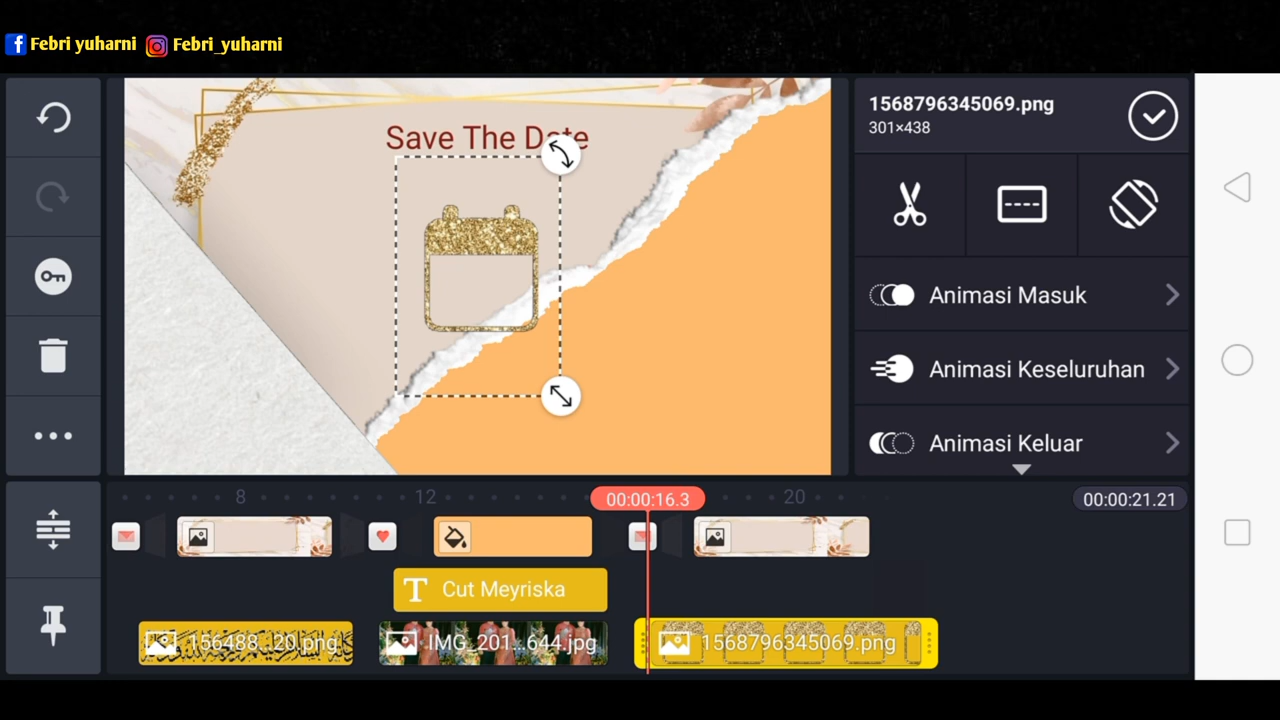 Febri yuharni Febri_yuharni
Save The Date
1568796345069.png
301×438
Animasi Masuk
Animasi Keseluruhan
Animasi Keluar
8 12 00:00:16.3 20 00:00:21.21
Cut Meyriska
156488...20.png
IMG_201...644.jpg
1568796345069.png